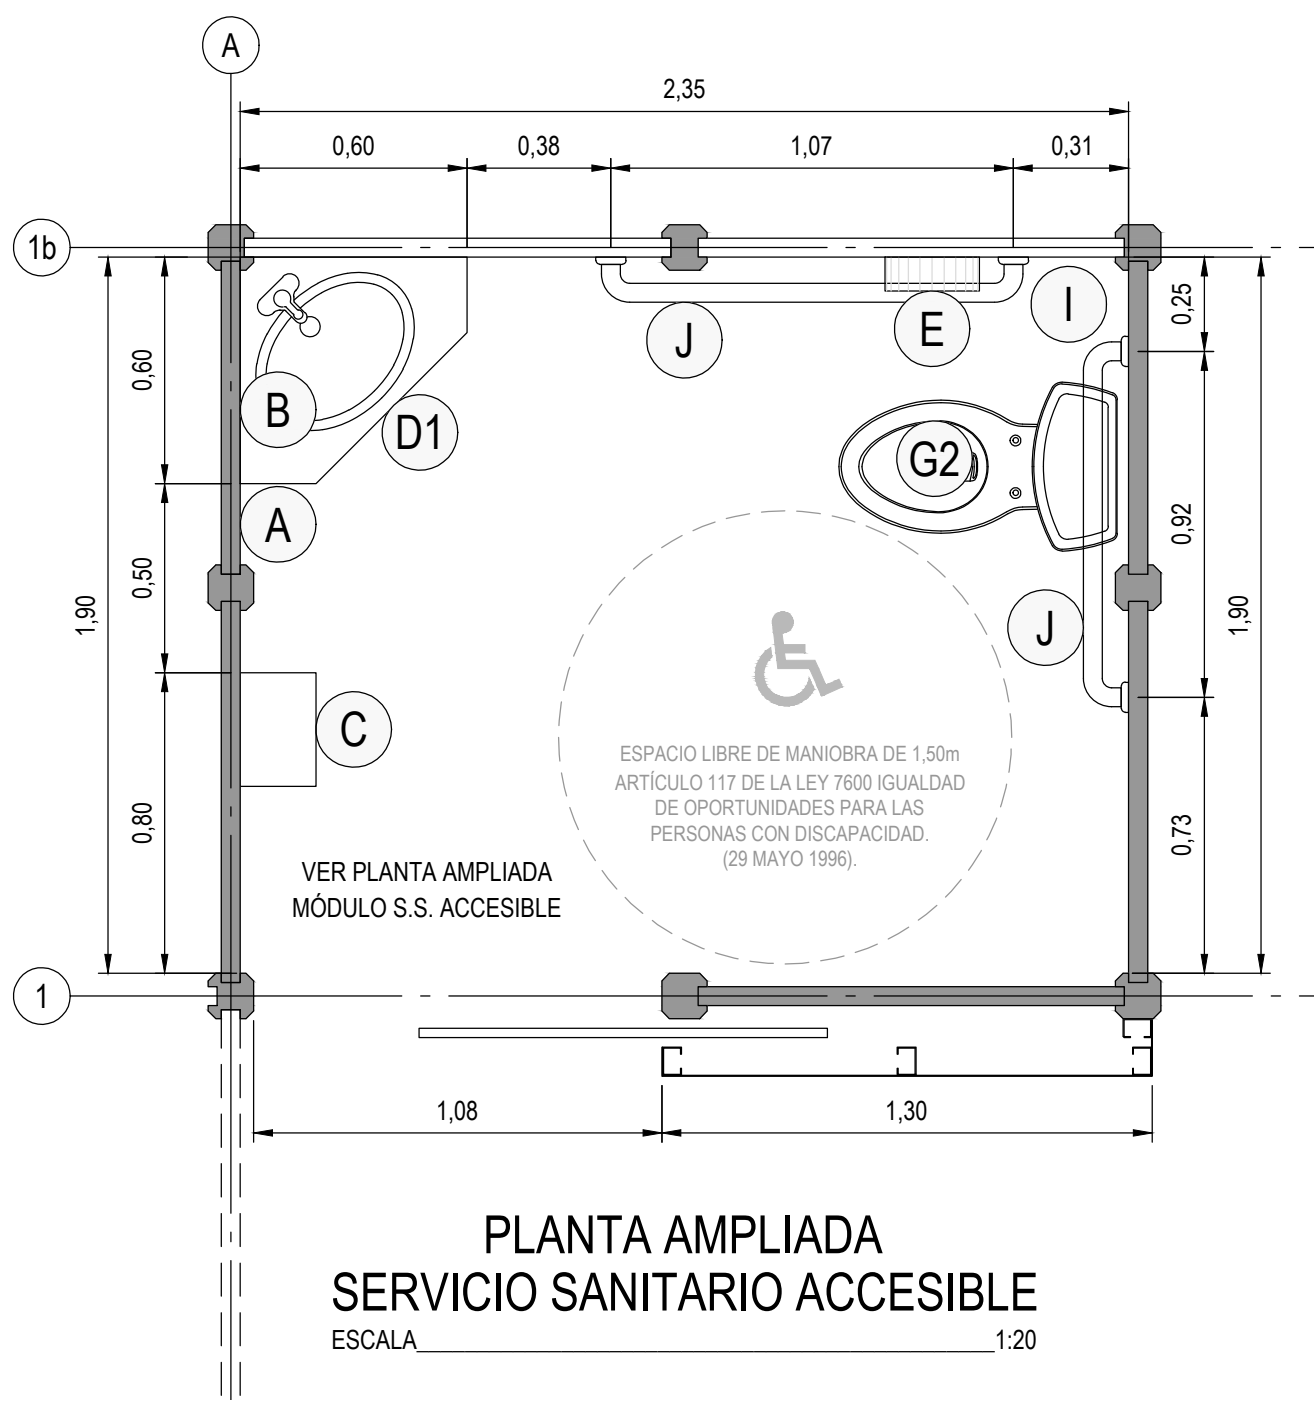 A
2,35
0,60
0,38
1,07
0,31
1b
I
0,25
J
E
0,60
B
D1
G2
A
0,92
0,50
1,90
1,90
J
C
ESPACIO LIBRE DE MANIOBRA DE 1,50m
ARTÍCULO 117 DE LA LEY 7600 IGUALDAD
DE OPORTUNIDADES PARA LAS
PERSONAS CON DISCAPACIDAD.
(29 MAYO 1996).
0,80
0,73
VER PLANTA AMPLIADA
MÓDULO S.S. ACCESIBLE
1
1,08
1,30
PLANTA AMPLIADA
SERVICIO SANITARIO ACCESIBLE
ESCALA__________________________________________1:20